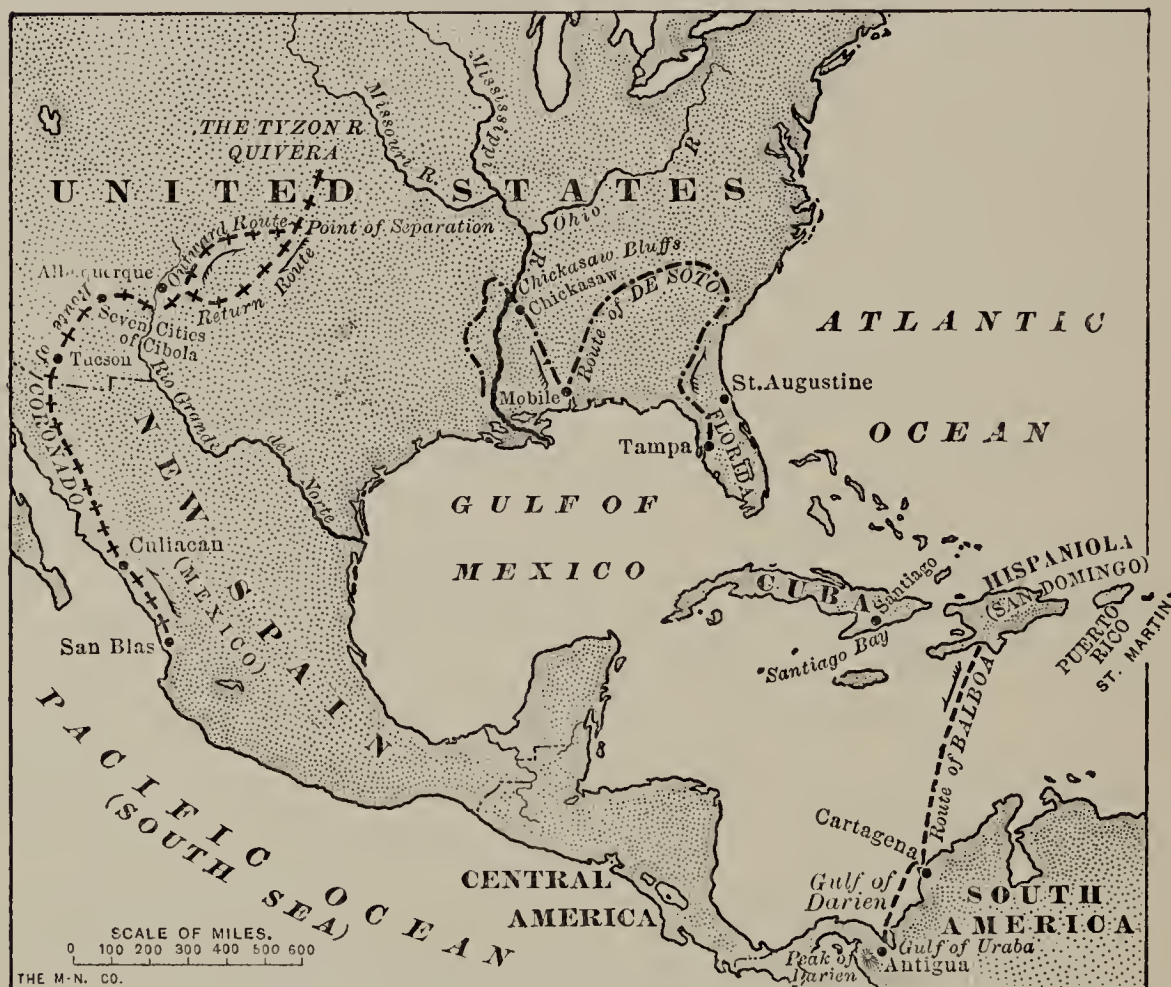 THE TYZON R
QUIVERA
Missouri R.
Mississippi R
Ohio R
UNITED STATES
Outward Route
Point of Separation
Return Route
Chickasaw Bluffs
Chickasaw
Route of DE SOTO
Seven Cities
of Cibola
Tucson
Route of CORONADO
Rio Grande del Norte
Mobile
St. Augustine
Tampa
FLORIDA
ATLANTIC
OCEAN
GULF OF
MEXICO
NEW SPAIN
(MEXICO)
Culiacan
San Blas
CUBA
Santiago
Santiago Bay
HISPANIOLA
(SAN DOMINGO)
PUERTO
RICO
ST. MARTIN
Route of BALBOA
PACIFIC OCEAN
(SOUTH SEA)
CENTRAL
AMERICA
Cartagena
Gulf of
Darien
SOUTH
AMERICA
Gulf of Uraba
Antigua
Peak of
Darien
SCALE OF MILES.
0 100 200 300 400 500 600
THE M-N. CO.